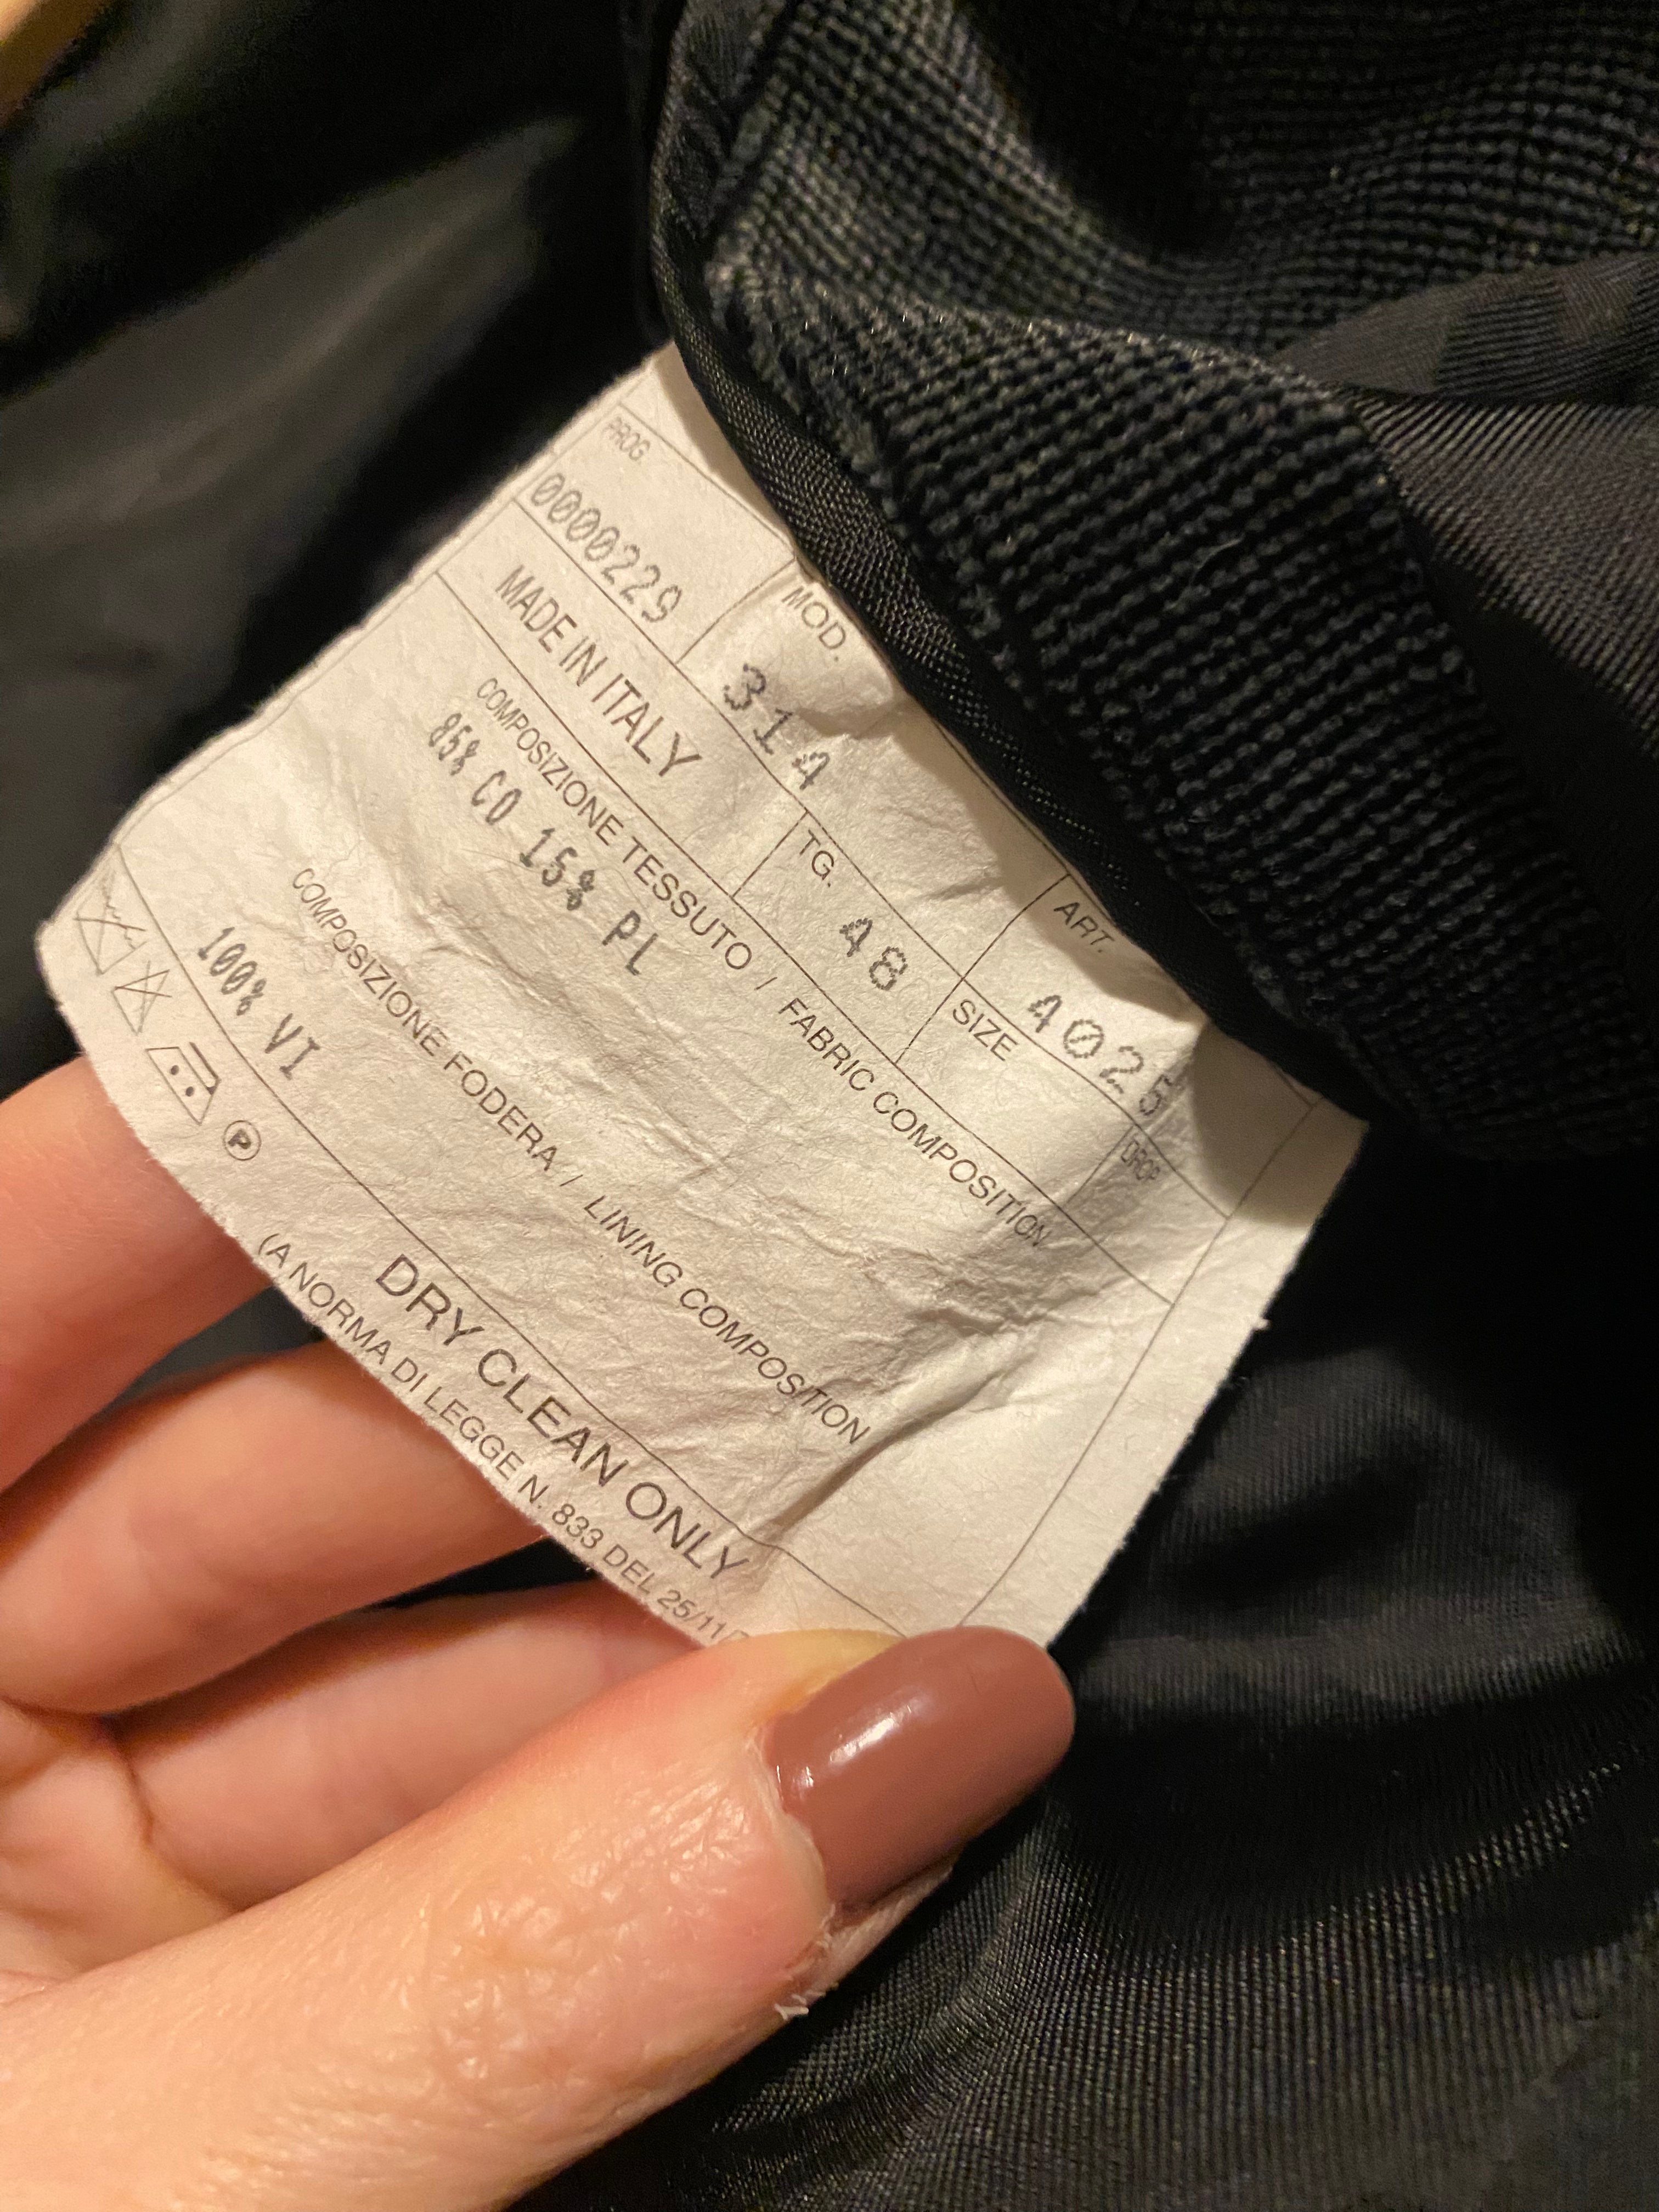 PROG.
0000229
MOD.
314
ART.
4025
MADE IN ITALY
TG.
48
SIZE
DROP
COMPOSIZIONE TESSUTO / FABRIC COMPOSITION
85% CO 15% PL
COMPOSIZIONE FODERA / LINING COMPOSITION
100% VI
P
DRY CLEAN ONLY
(A NORMA DI LEGGE N. 833 DEL 25/11/